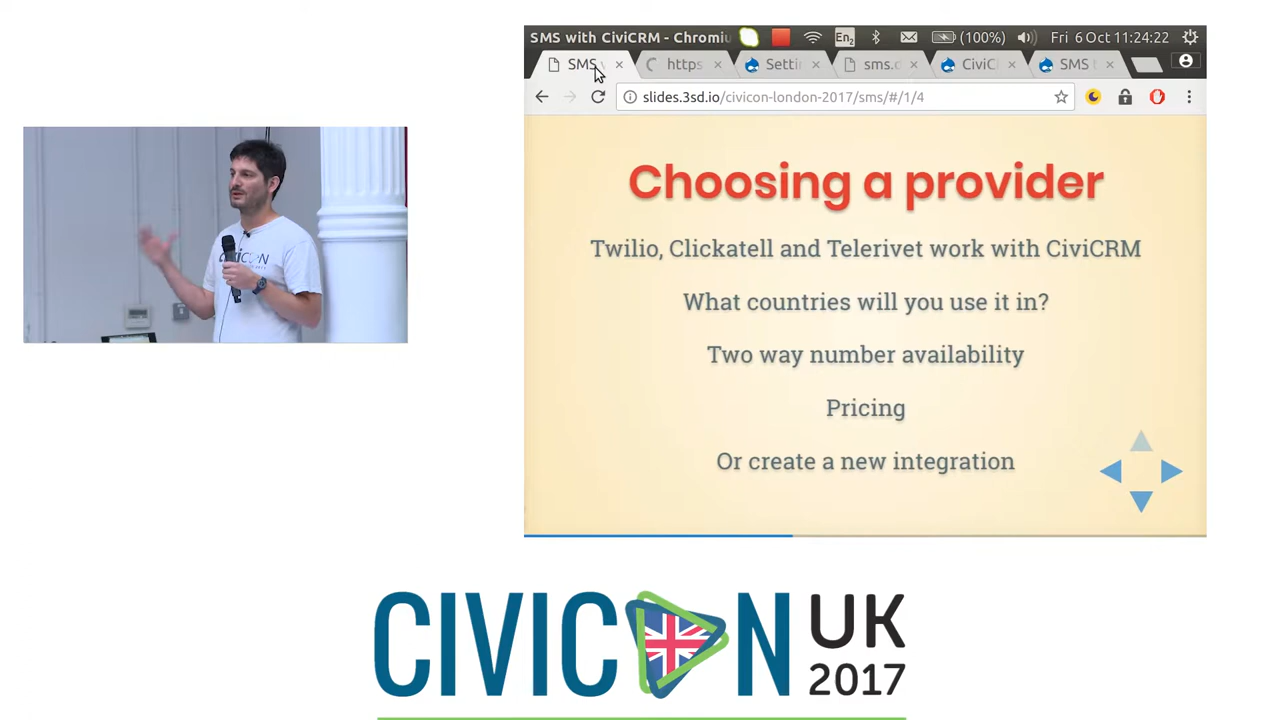 SMS with CiviCRM - Chromiu
En2
(100%)
Fri 6 Oct 11:24:22
SMS
https
Settin
sms.c
CiviC
SMS t
slides.3sd.io/civicon-london-2017/sms/#/1/4
Choosing a provider
Twilio, Clickatell and Telerivet work with CiviCRM
What countries will you use it in?
Two way number availability
Pricing
Or create a new integration
CIVICON UK
2017